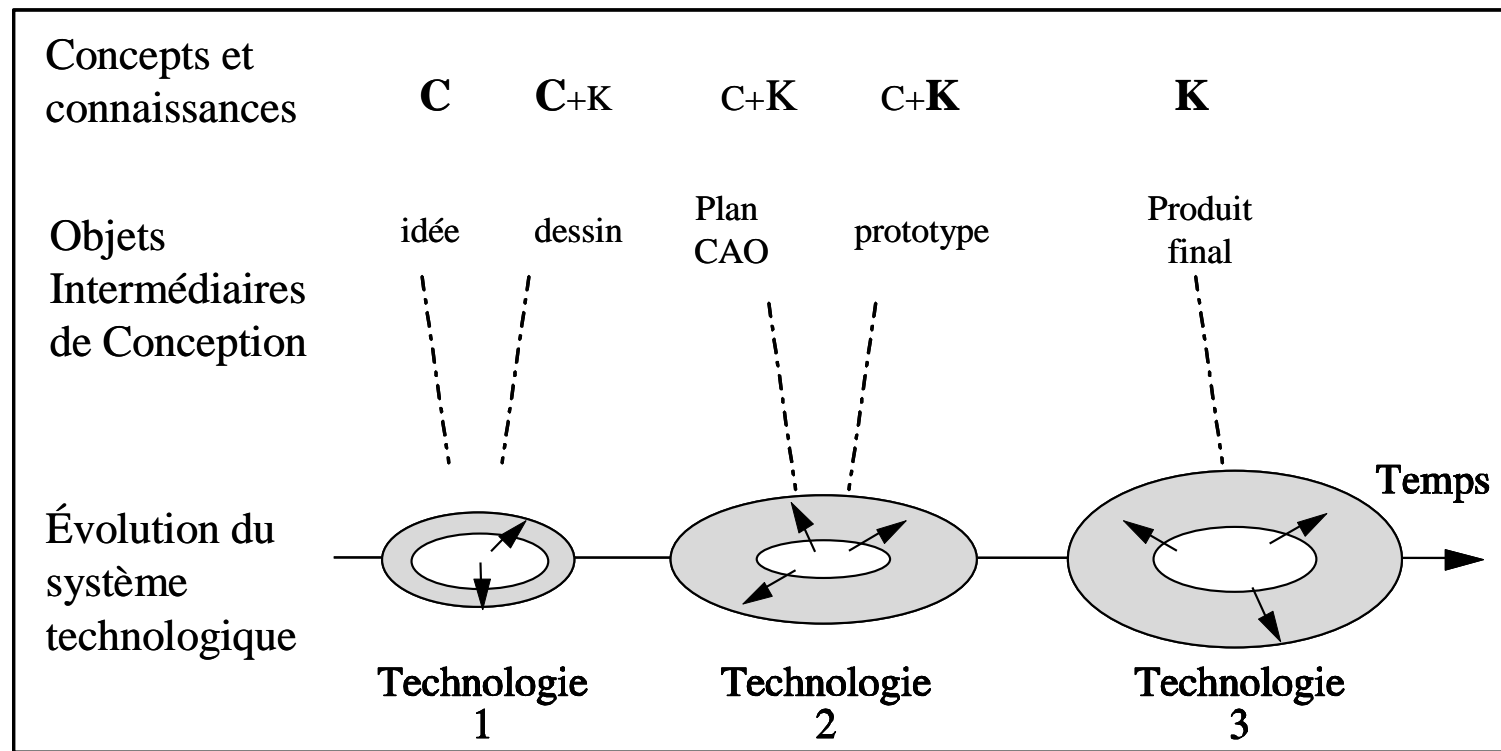 Concepts et
connaissances
C
C+K
C+K
C+K
K
Objets
Intermédiaires
de Conception
idée
dessin
Plan
CAO
prototype
Produit
final
Temps
Évolution du
système
technologique
Technologie
1
Technologie
2
Technologie
3